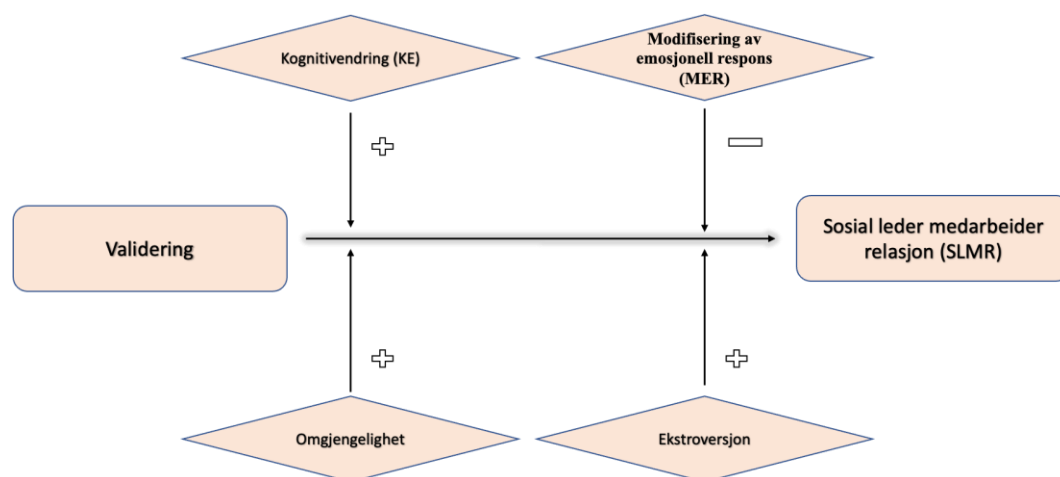 Kognitivendring (KE)
Modifisering av
emosjonell respons
(MER)
Validering
Sosial leder medarbeider
relasjon (SLMR)
Omgjengelighet
Ekstroversjon